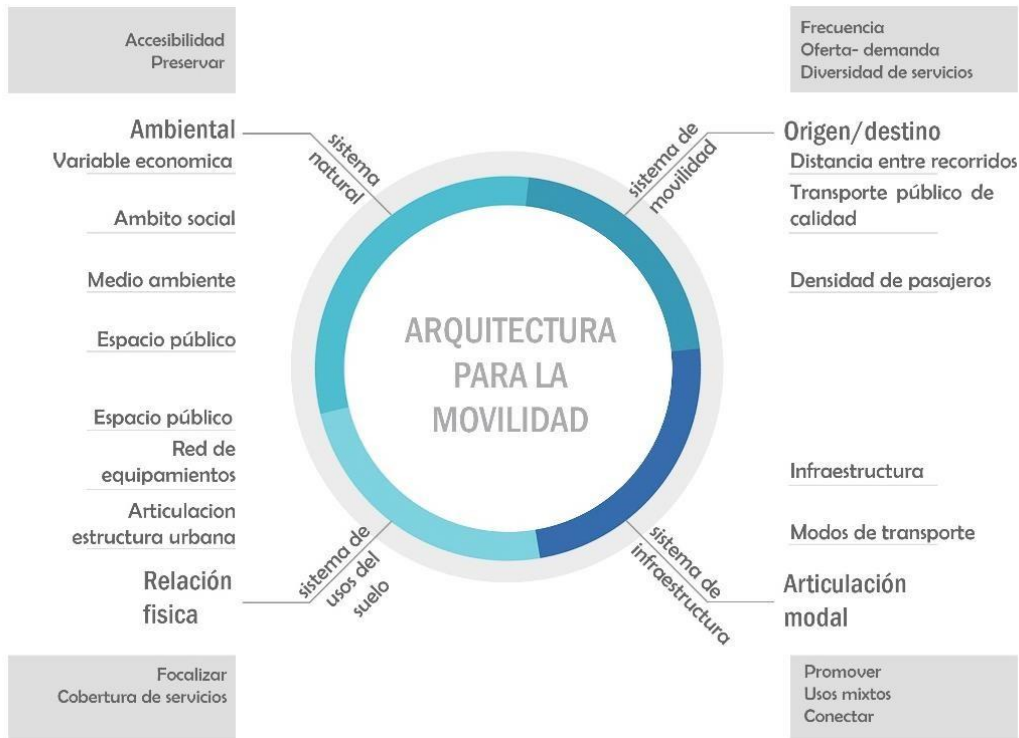 Accesibilidad
Preservar
Ambiental
Variable economica
Ambito social
Medio ambiente
Espacio público
sistema
natural
Frecuencia
Oferta- demanda
Diversidad de servicios
sistema de
movilidad
Origen/destino
Distancia entre recorridos
Transporte público de
calidad
Densidad de pasajeros
ARQUITECTURA
PARA LA
MOVILIDAD
Espacio público
Red de
equipamientos
Articulacion
estructura urbana
Relación
fisica
sistema de
usos del
suelo
Focalizar
Cobertura de servicios
Infraestructura
Modos de transporte
sistema de
infraestructura
Articulación
modal
Promover
Usos mixtos
Conectar